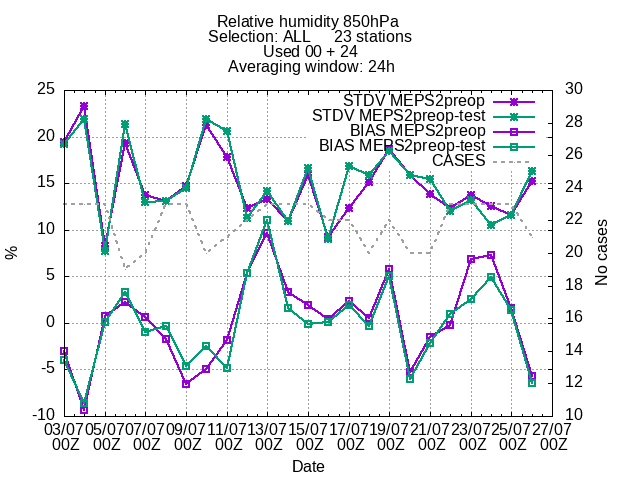 Relative humidity 850hPa
Selection: ALL 23 stations
Used 00 + 24
Averaging window: 24h
25 30
STDV MEPS2preop
STDV MEPS2preop-test
BIAS MEPS2preop
BIAS MEPS2preop-test
CASES
20
15
10
5
0
-5
-10
%
28
26
24
22
20
18
16
14
12
10
No cases
03/07 05/07 07/07 09/07 11/07 13/07 15/07 17/07 19/07 21/07 23/07 25/07 27/07
00Z 00Z 00Z 00Z 00Z 00Z 00Z 00Z 00Z 00Z 00Z 00Z 00Z
Date